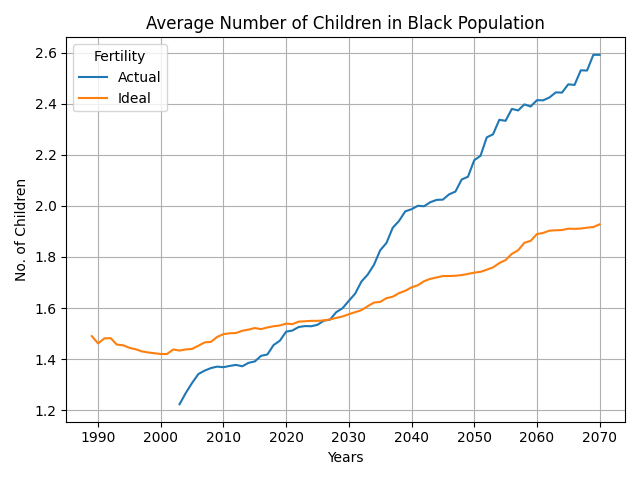 Average Number of Children in Black Population
Fertility
Actual
Ideal
No. of Children
2.6
2.4
2.2
2.0
1.8
1.6
1.4
1.2
1990 2000 2010 2020 2030 2040 2050 2060 2070
Years